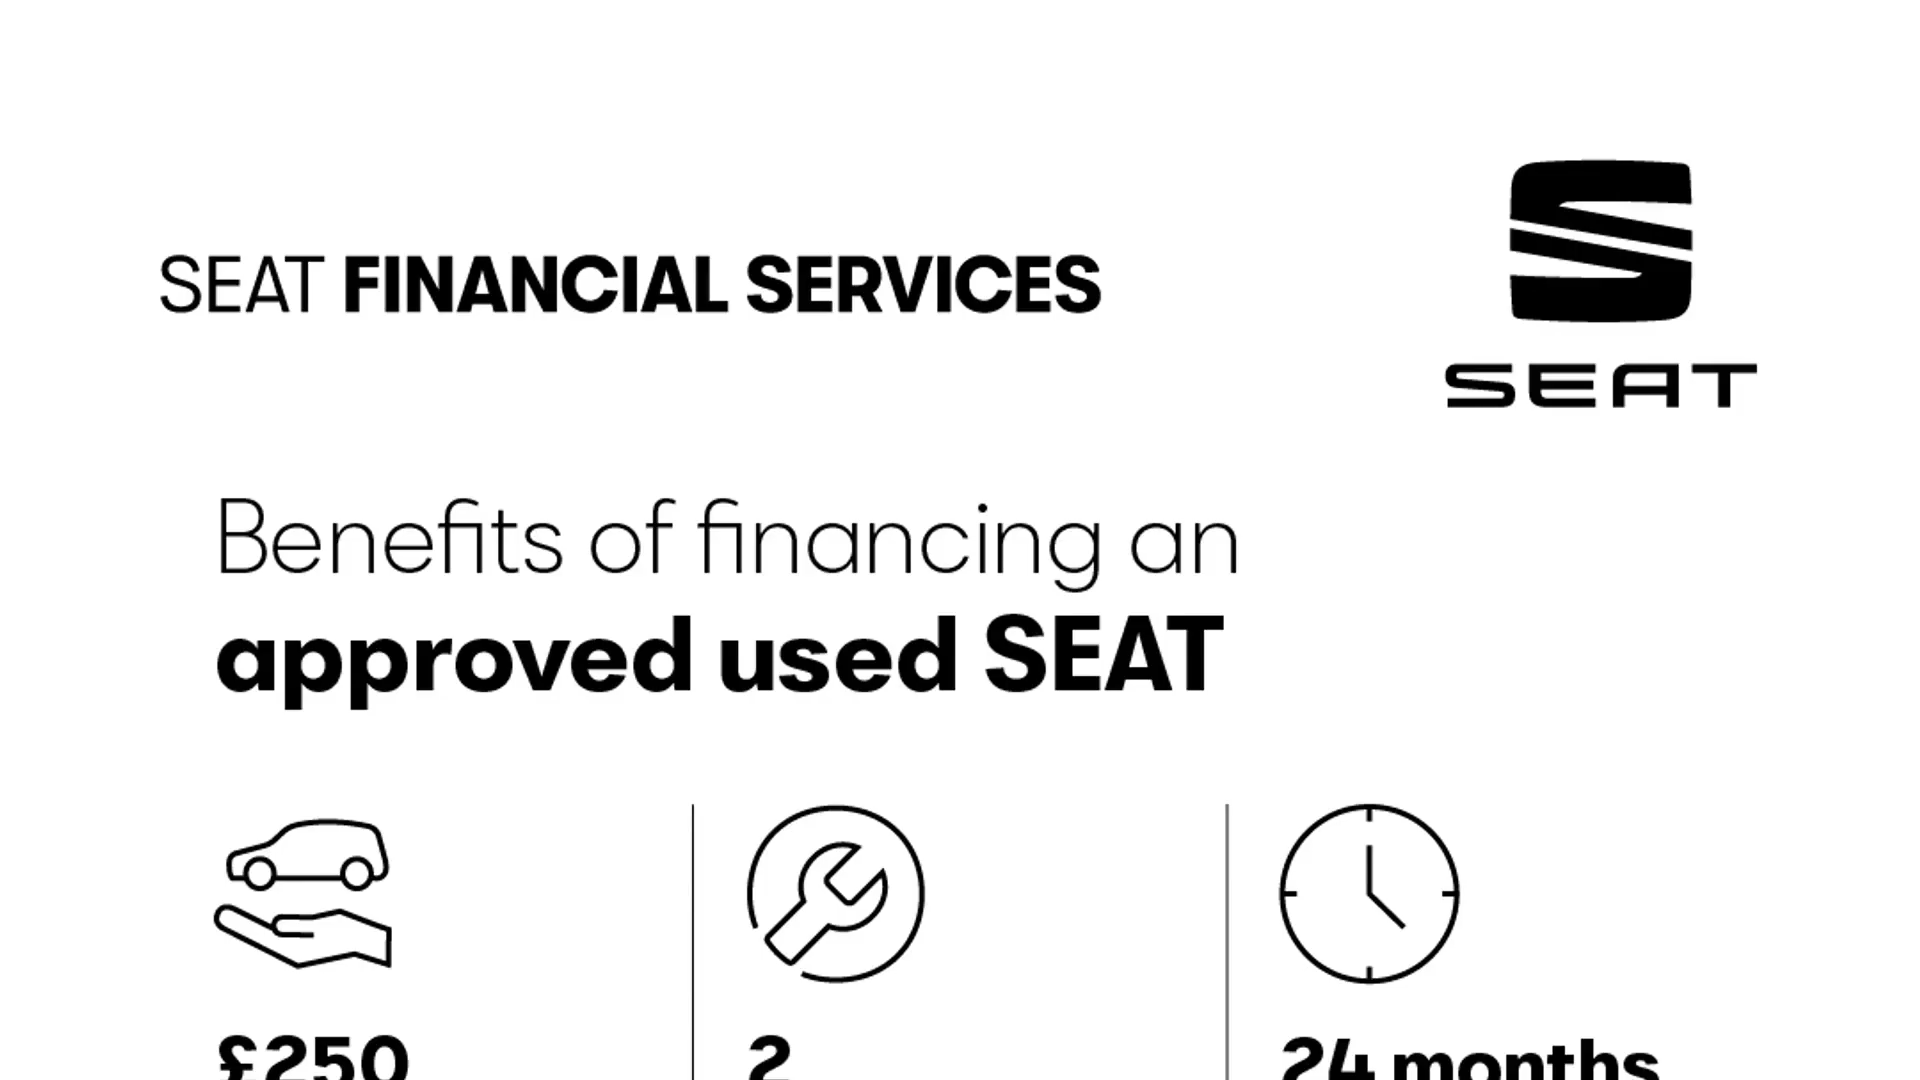 SEAT FINANCIAL SERVICES
SEAT
Benefits of financing an
approved used SEAT
£250
2
24 months